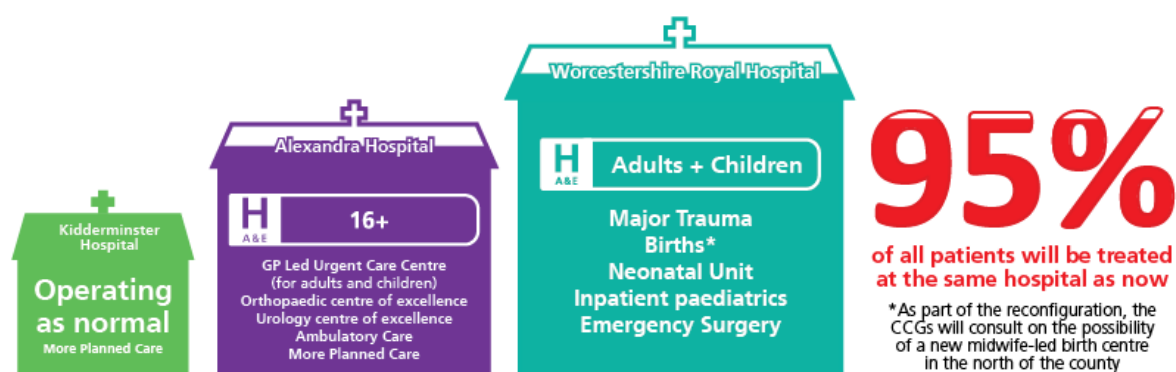 Kidderminster
Hospital
Operating
as normal
More Planned Care
Alexandra Hospital
H
A&E
16+
GP Led Urgent Care Centre
(for adults and children)
Orthopaedic centre of excellence
Urology centre of excellence
Ambulatory Care
More Planned Care
Worcestershire Royal Hospital
H
A&E
Adults + Children
Major Trauma
Births*
Neonatal Unit
Inpatient paediatrics
Emergency Surgery
95%
of all patients will be treated
at the same hospital as now
*As part of the reconfiguration, the
CCGs will consult on the possibility
of a new midwife-led birth centre
in the north of the county